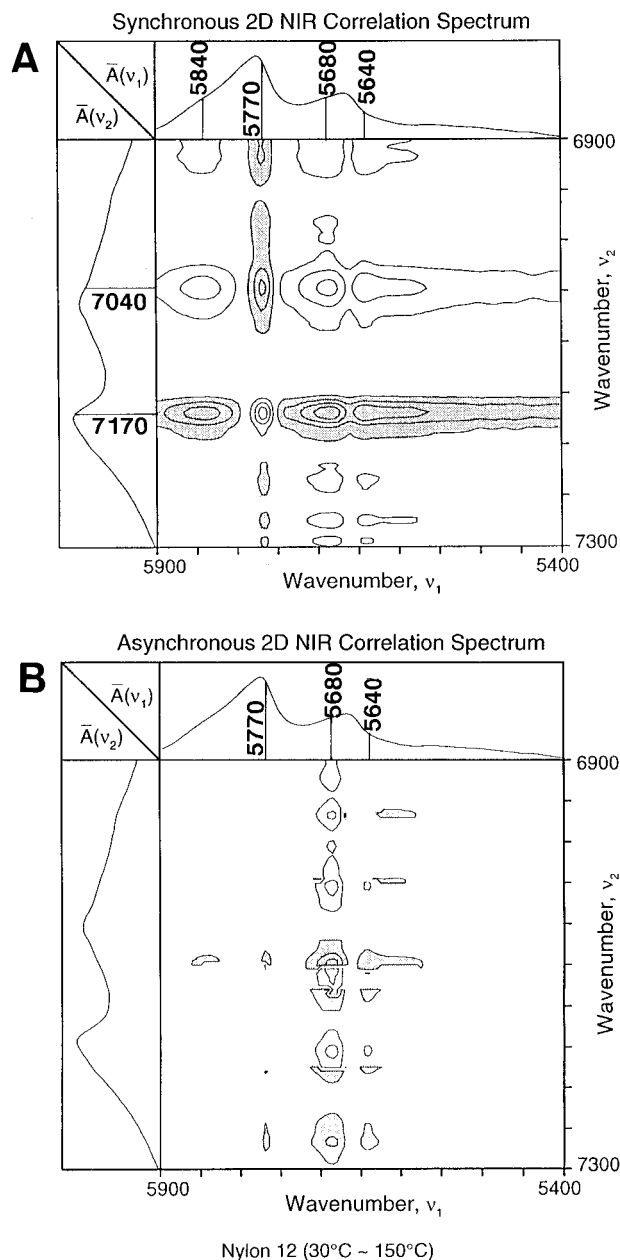 Synchronous 2D NIR Correlation Spectrum
A
Ā(ν₁)
Ā(ν₂)
5840
5770
5680
5640
6900
7040
7170
Wavenumber, ν₂
7300
5900
5400
Wavenumber, ν₁
Asynchronous 2D NIR Correlation Spectrum
B
Ā(ν₁)
Ā(ν₂)
5770
5680
5640
6900
Wavenumber, ν₂
7300
5900
5400
Wavenumber, ν₁
Nylon 12 (30°C ~ 150°C)